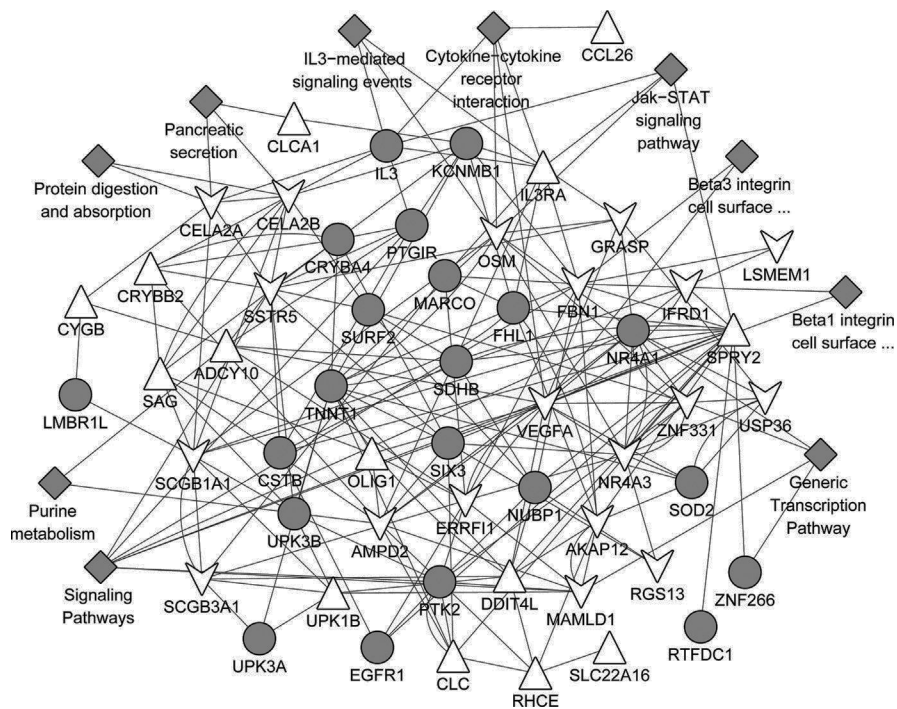 IL3-mediated
signaling events
Cytokine-cytokine
receptor
interaction
CCL26
Jak-STAT
signaling
pathway
Pancreatic
secretion
CLCA1
IL3
KCNMB1
IL3RA
Beta3 integrin
cell surface ...
Protein digestion
and absorption
CELA2A
CELA2B
CRYBA4
PTGIR
OSM
GRASP
LSMEM1
CRYBB2
SSTR5
MARCO
FBN1
IFRD1
Beta1 integrin
cell surface ...
CYGB
SURF2
FHL1
NR4A1
SPRY2
ADCY10
SAG
TNNT1
SDHB
LMBR1L
VEGFA
ZNF331
USP36
SCGB1A1
CSTB
OLIG1
SIX3
NR4A3
Generic
Transcription
Pathway
Purine
metabolism
UPK3B
AMPD2
ERRFI1
NUBP1
AKAP12
SOD2
Signaling
Pathways
SCGB3A1
UPK1B
PTK2
DDIT4L
MAMLD1
RGS13
ZNF266
UPK3A
EGFR1
CLC
RHCE
SLC22A16
RTFDC1